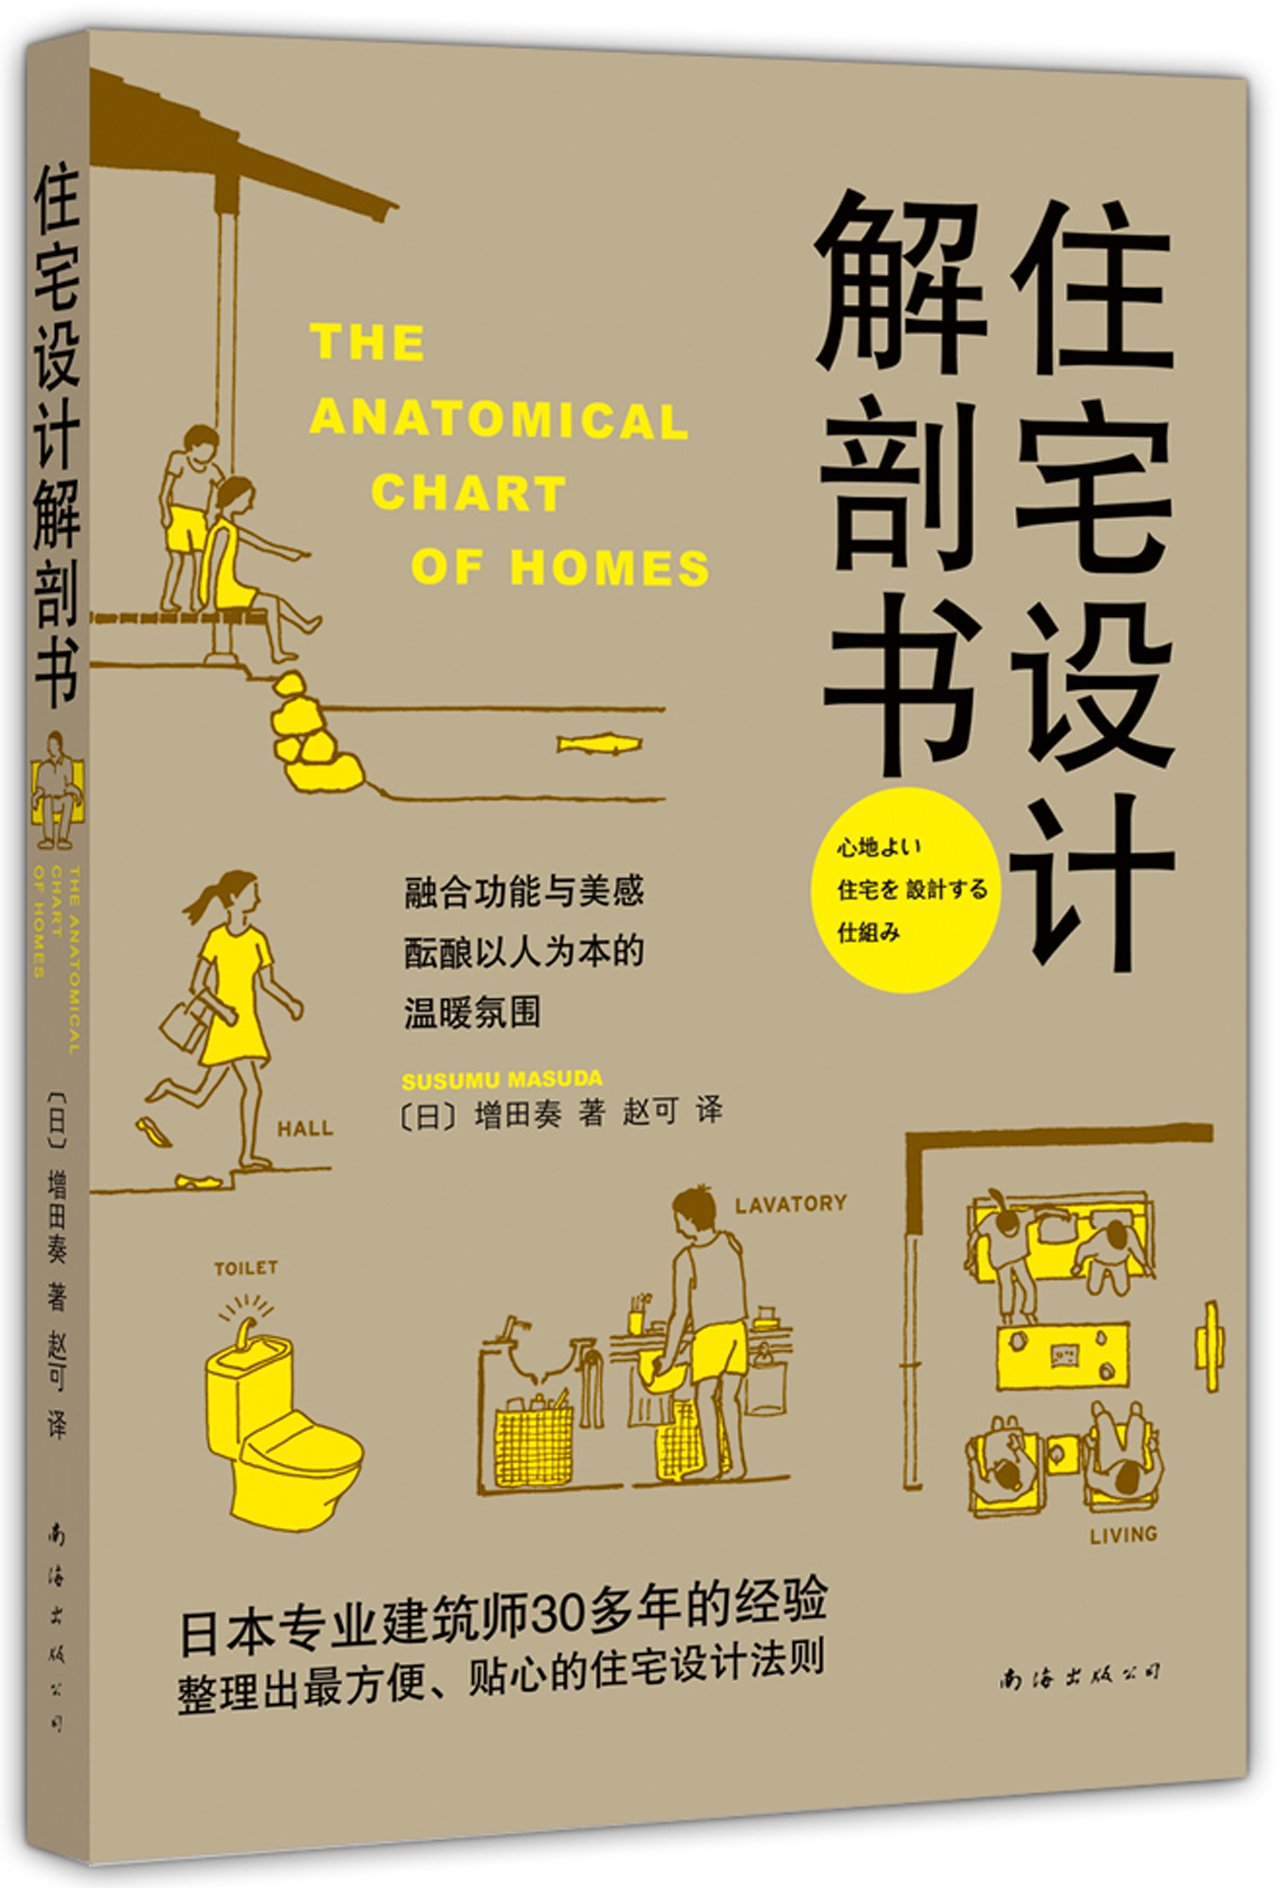 住宅设计
解剖书
心地よい
住宅を 設計する
仕組み
THE
ANATOMICAL
CHART
OF HOMES
融合功能与美感
酝酿以人为本的
温暖氛围
SUSUMU MASUDA
〔日〕 增田奏 著 赵可 译
HALL
TOILET
LAVATORY
LIVING
日本专业建筑师30多年的经验
整理出最方便、贴心的住宅设计法则
南海出版公司
住宅设计解剖书
THE ANATOMICAL
CHART
OF HOMES
〔日〕 增田奏 著 赵可 译
南海出版公司